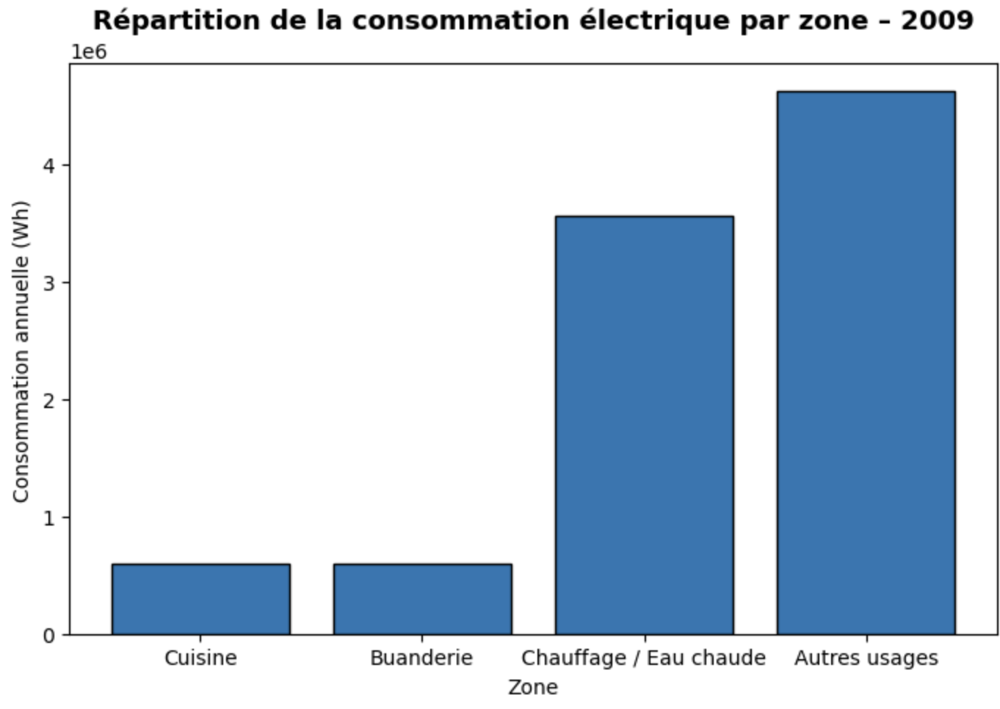 Répartition de la consommation électrique par zone – 2009
1e6
4
3
2
1
0
Consommation annuelle (Wh)
Cuisine
Buanderie
Chauffage / Eau chaude
Autres usages
Zone